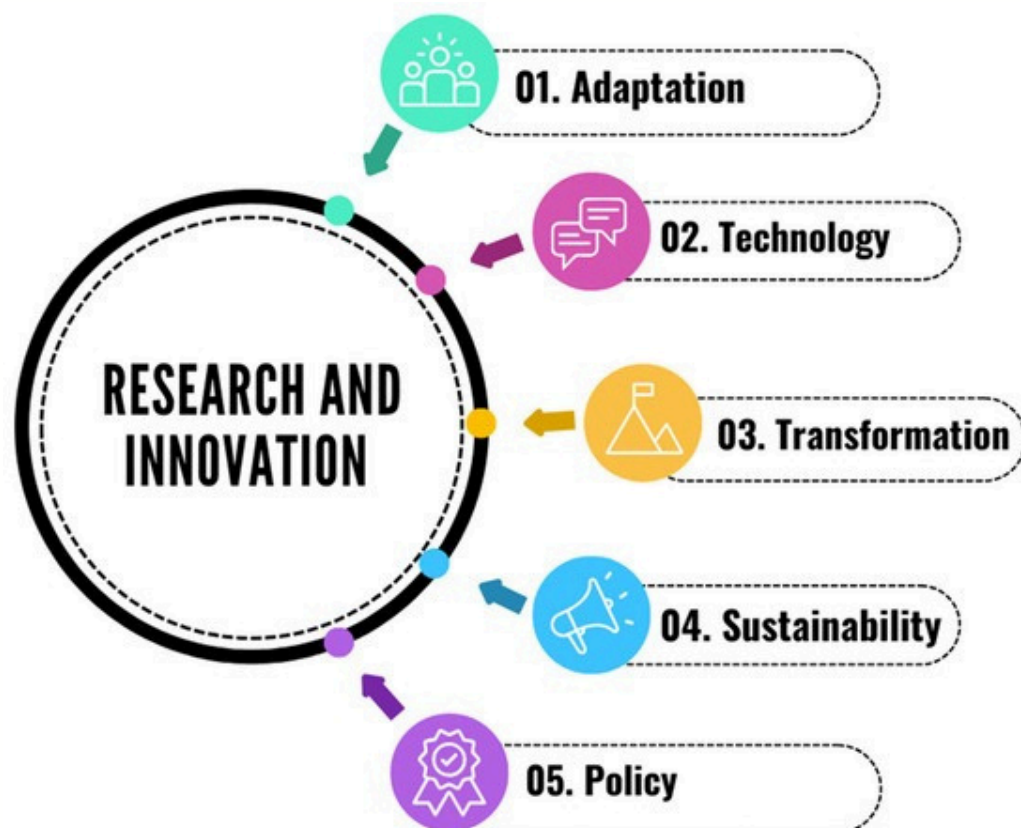 01. Adaptation
02. Technology
RESEARCH AND
INNOVATION
03. Transformation
04. Sustainability
05. Policy